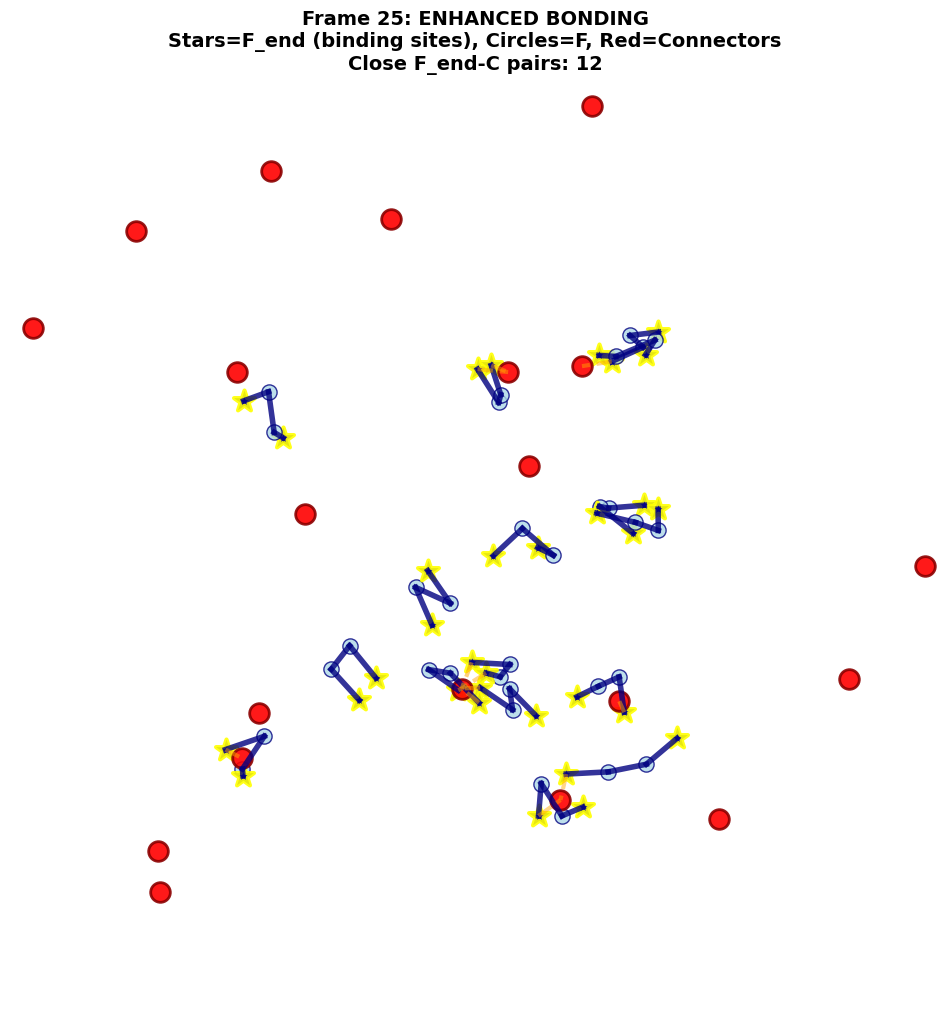 Frame 25: ENHANCED BONDING
Stars=F_end (binding sites), Circles=F, Red=Connectors
Close F_end-C pairs: 12